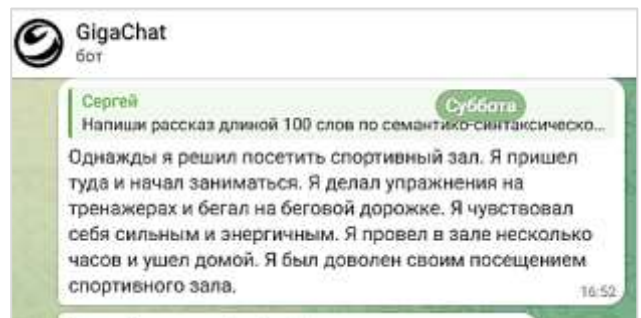 GigaChat
бот
Сергей
Суббота
Напиши рассказ длиной 100 слов по семантико-синтаксическо...
Однажды я решил посетить спортивный зал. Я пришел
туда и начал заниматься. Я делал упражнения на
тренажерах и бегал на беговой дорожке. Я чувствовал
себя сильным и энергичным. Я провел в зале несколько
часов и ушел домой. Я был доволен своим посещением
спортивного зала.
16:52